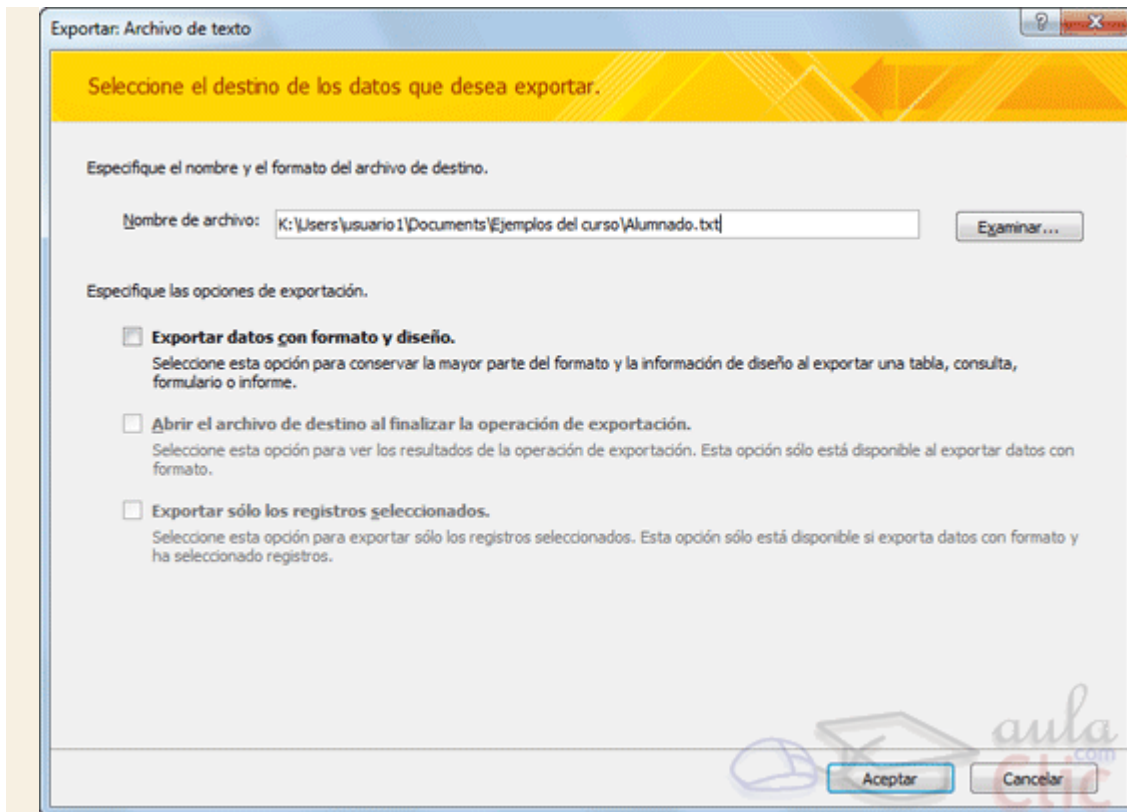 Exportar: Archivo de texto
Seleccione el destino de los datos que desea exportar.
Especifique el nombre y el formato del archivo de destino.
Nombre de archivo: K:\Users\usuario1\Documents\Ejemplos del curso\Alumnado.txt Examinar...
Especifique las opciones de exportación.
Exportar datos con formato y diseño.
Seleccione esta opción para conservar la mayor parte del formato y la información de diseño al exportar una tabla, consulta,
formulario o informe.
Abrir el archivo de destino al finalizar la operación de exportación.
Seleccione esta opción para ver los resultados de la operación de exportación. Esta opción sólo está disponible al exportar datos con
formato.
Exportar sólo los registros seleccionados.
Seleccione esta opción para exportar sólo los registros seleccionados. Esta opción sólo está disponible si exporta datos con formato y
ha seleccionado registros.
aula
.com
Clic
Aceptar Cancelar